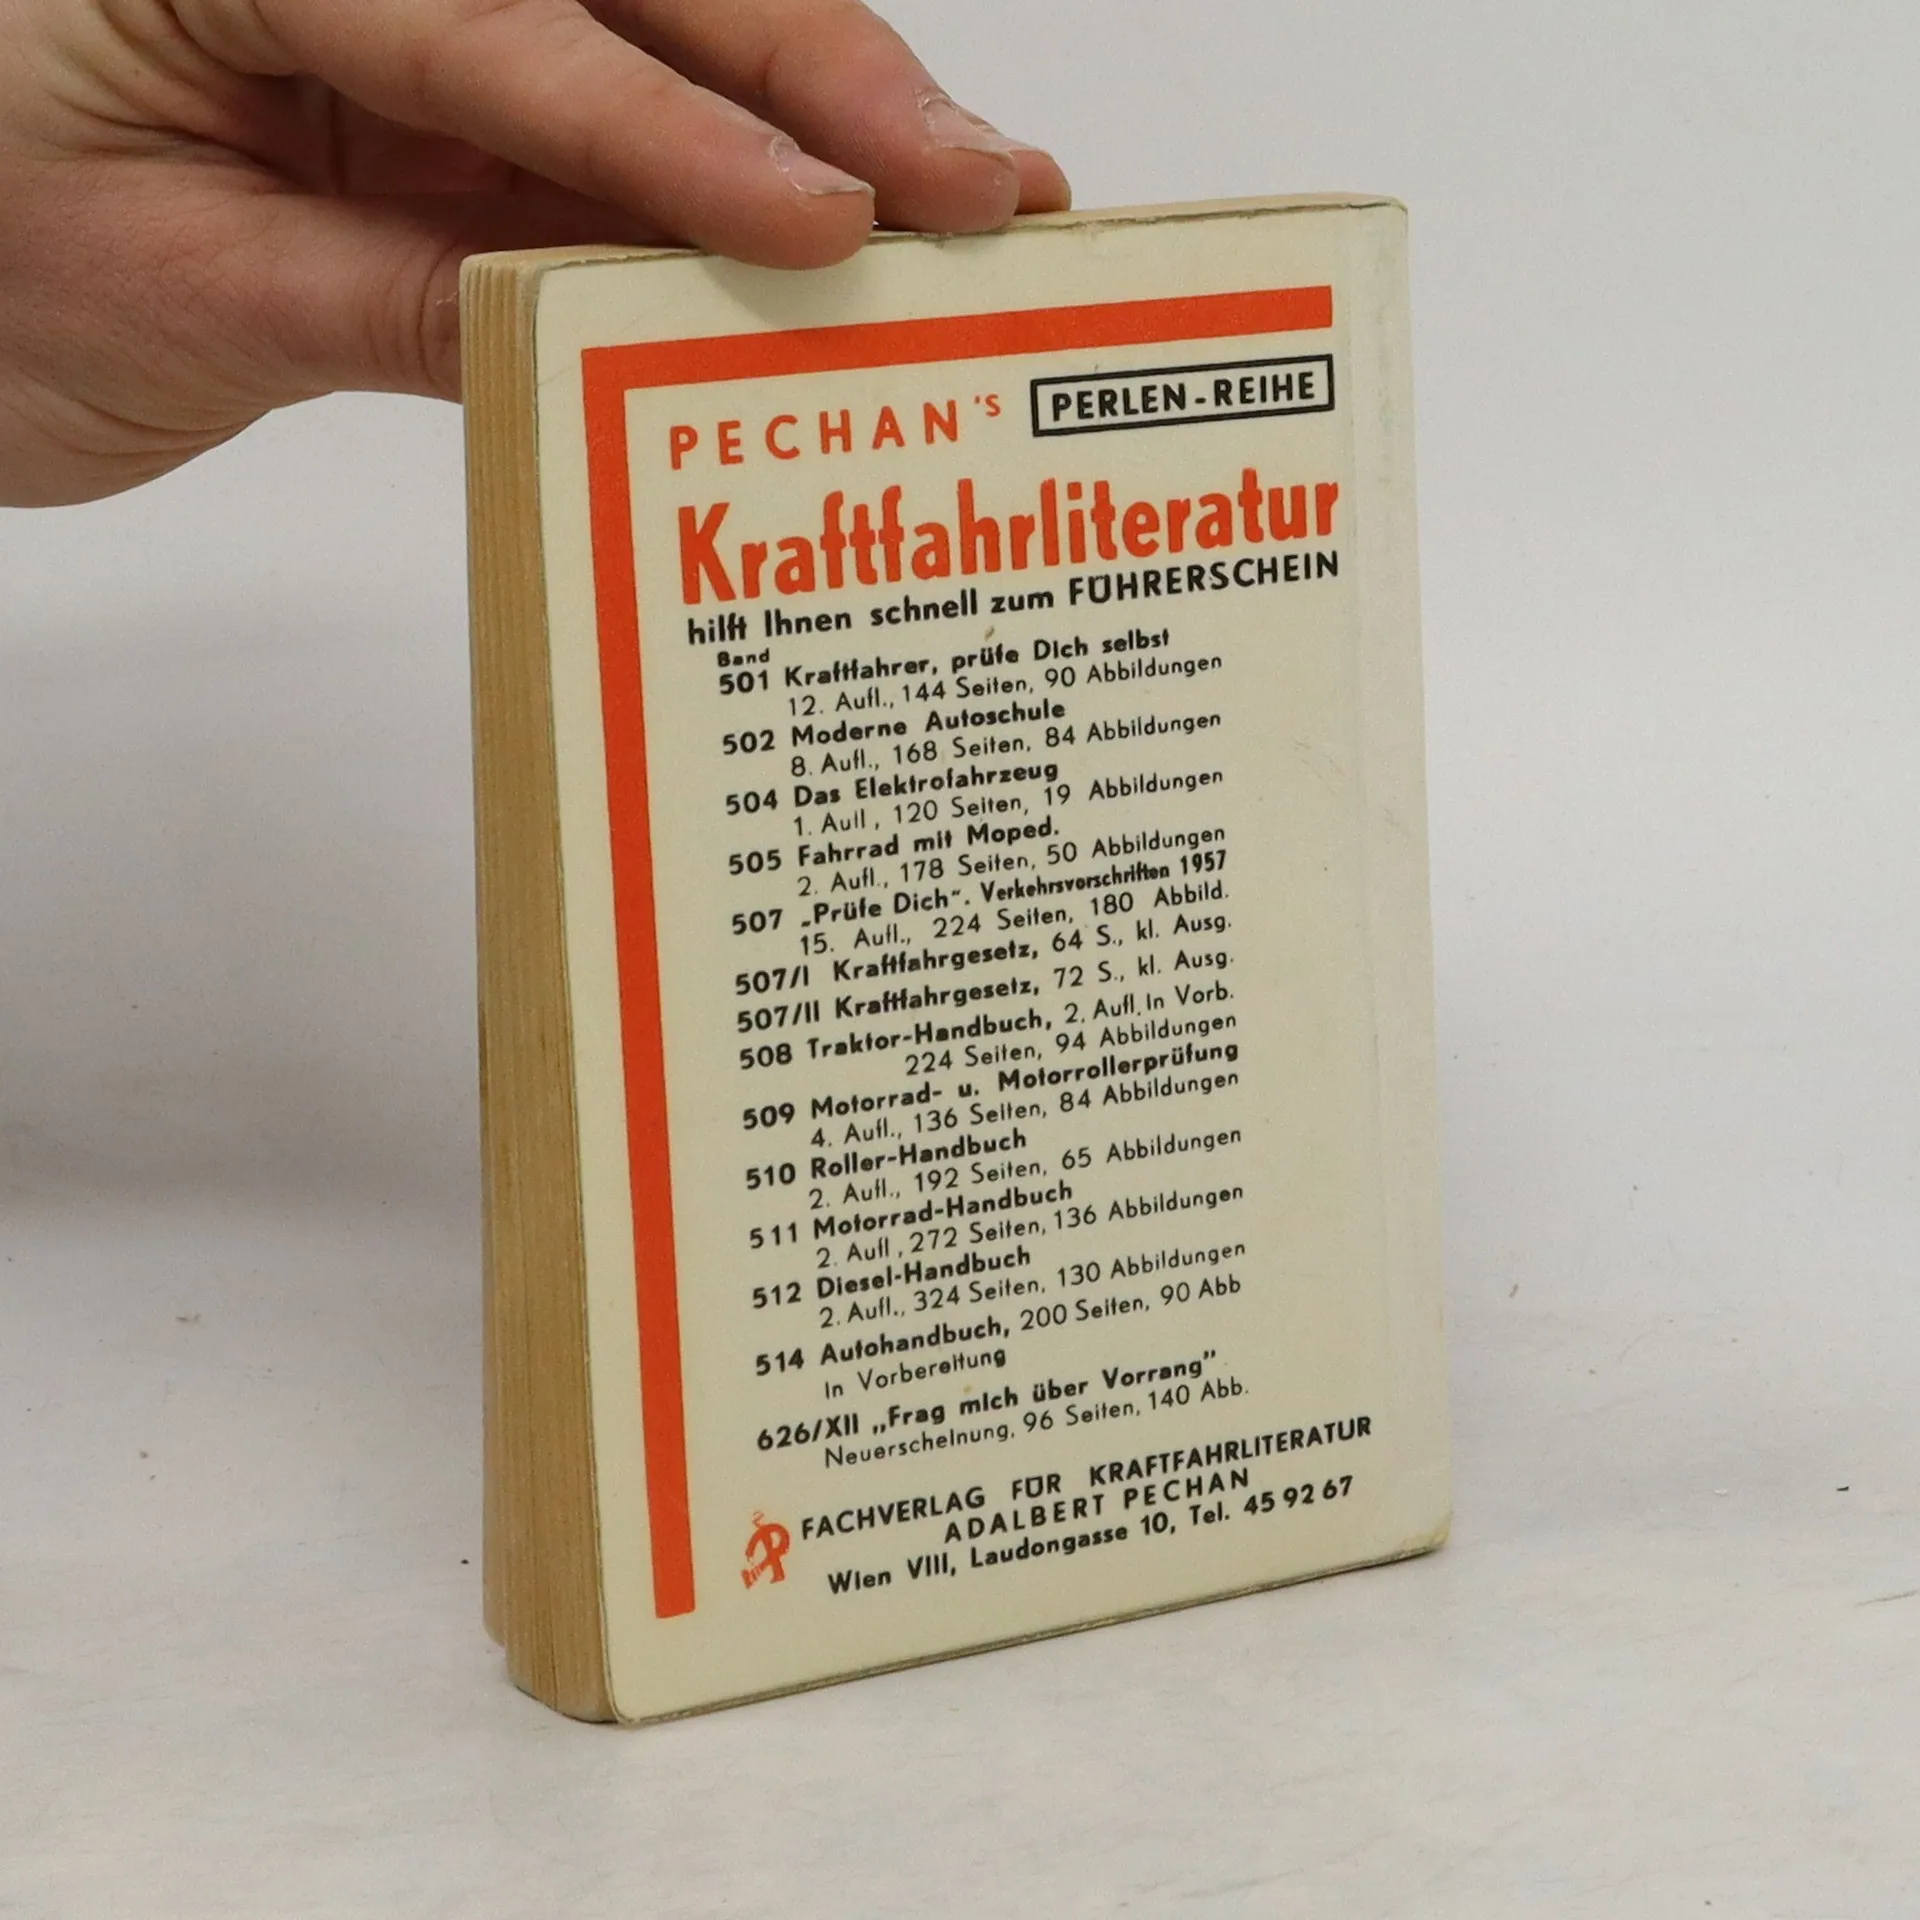 PECHAN'S PERLEN-REIHE
Kraftfahrliteratur
hilft Ihnen schnell zum FÜHRERSCHEIN
Band
501 Kraftfahrer, prüfe Dich selbst
12. Aufl., 144 Seiten, 90 Abbildungen
502 Moderne Autoschule
8. Aufl., 168 Seiten, 84 Abbildungen
504 Das Elektrofahrzeug
1. Aufl, 120 Seiten, 19 Abbildungen
505 Fahrrad mit Moped.
2. Aufl., 178 Seiten, 50 Abbildungen
507 „Prüfe Dich“. Verkehrsvorschriften 1957
15. Aufl., 224 Seiten, 180 Abbild.
507/I Kraftfahrgesetz, 64 S., kl. Ausg.
507/II Kraftfahrgesetz, 72 S., kl. Ausg.
508 Traktor-Handbuch, 2. Aufl. In Vorb.
224 Seiten, 94 Abbildungen
509 Motorrad- u. Motorrollerprüfung
4. Aufl., 136 Seiten, 84 Abbildungen
510 Roller-Handbuch
2. Aufl., 192 Seiten, 65 Abbildungen
511 Motorrad-Handbuch
2. Aufl, 272 Seiten, 136 Abbildungen
512 Diesel-Handbuch
2. Aufl., 324 Seiten, 130 Abbildungen
514 Autohandbuch, 200 Seiten, 90 Abb
In Vorbereitung
626/XII „Frag mich über Vorrang”
Neuerscheinung, 96 Seiten, 140 Abb.
FACHVERLAG FÜR KRAFTFAHRLITERATUR
ADALBERT PECHAN
Wien VIII, Laudongasse 10, Tel. 45 92 67